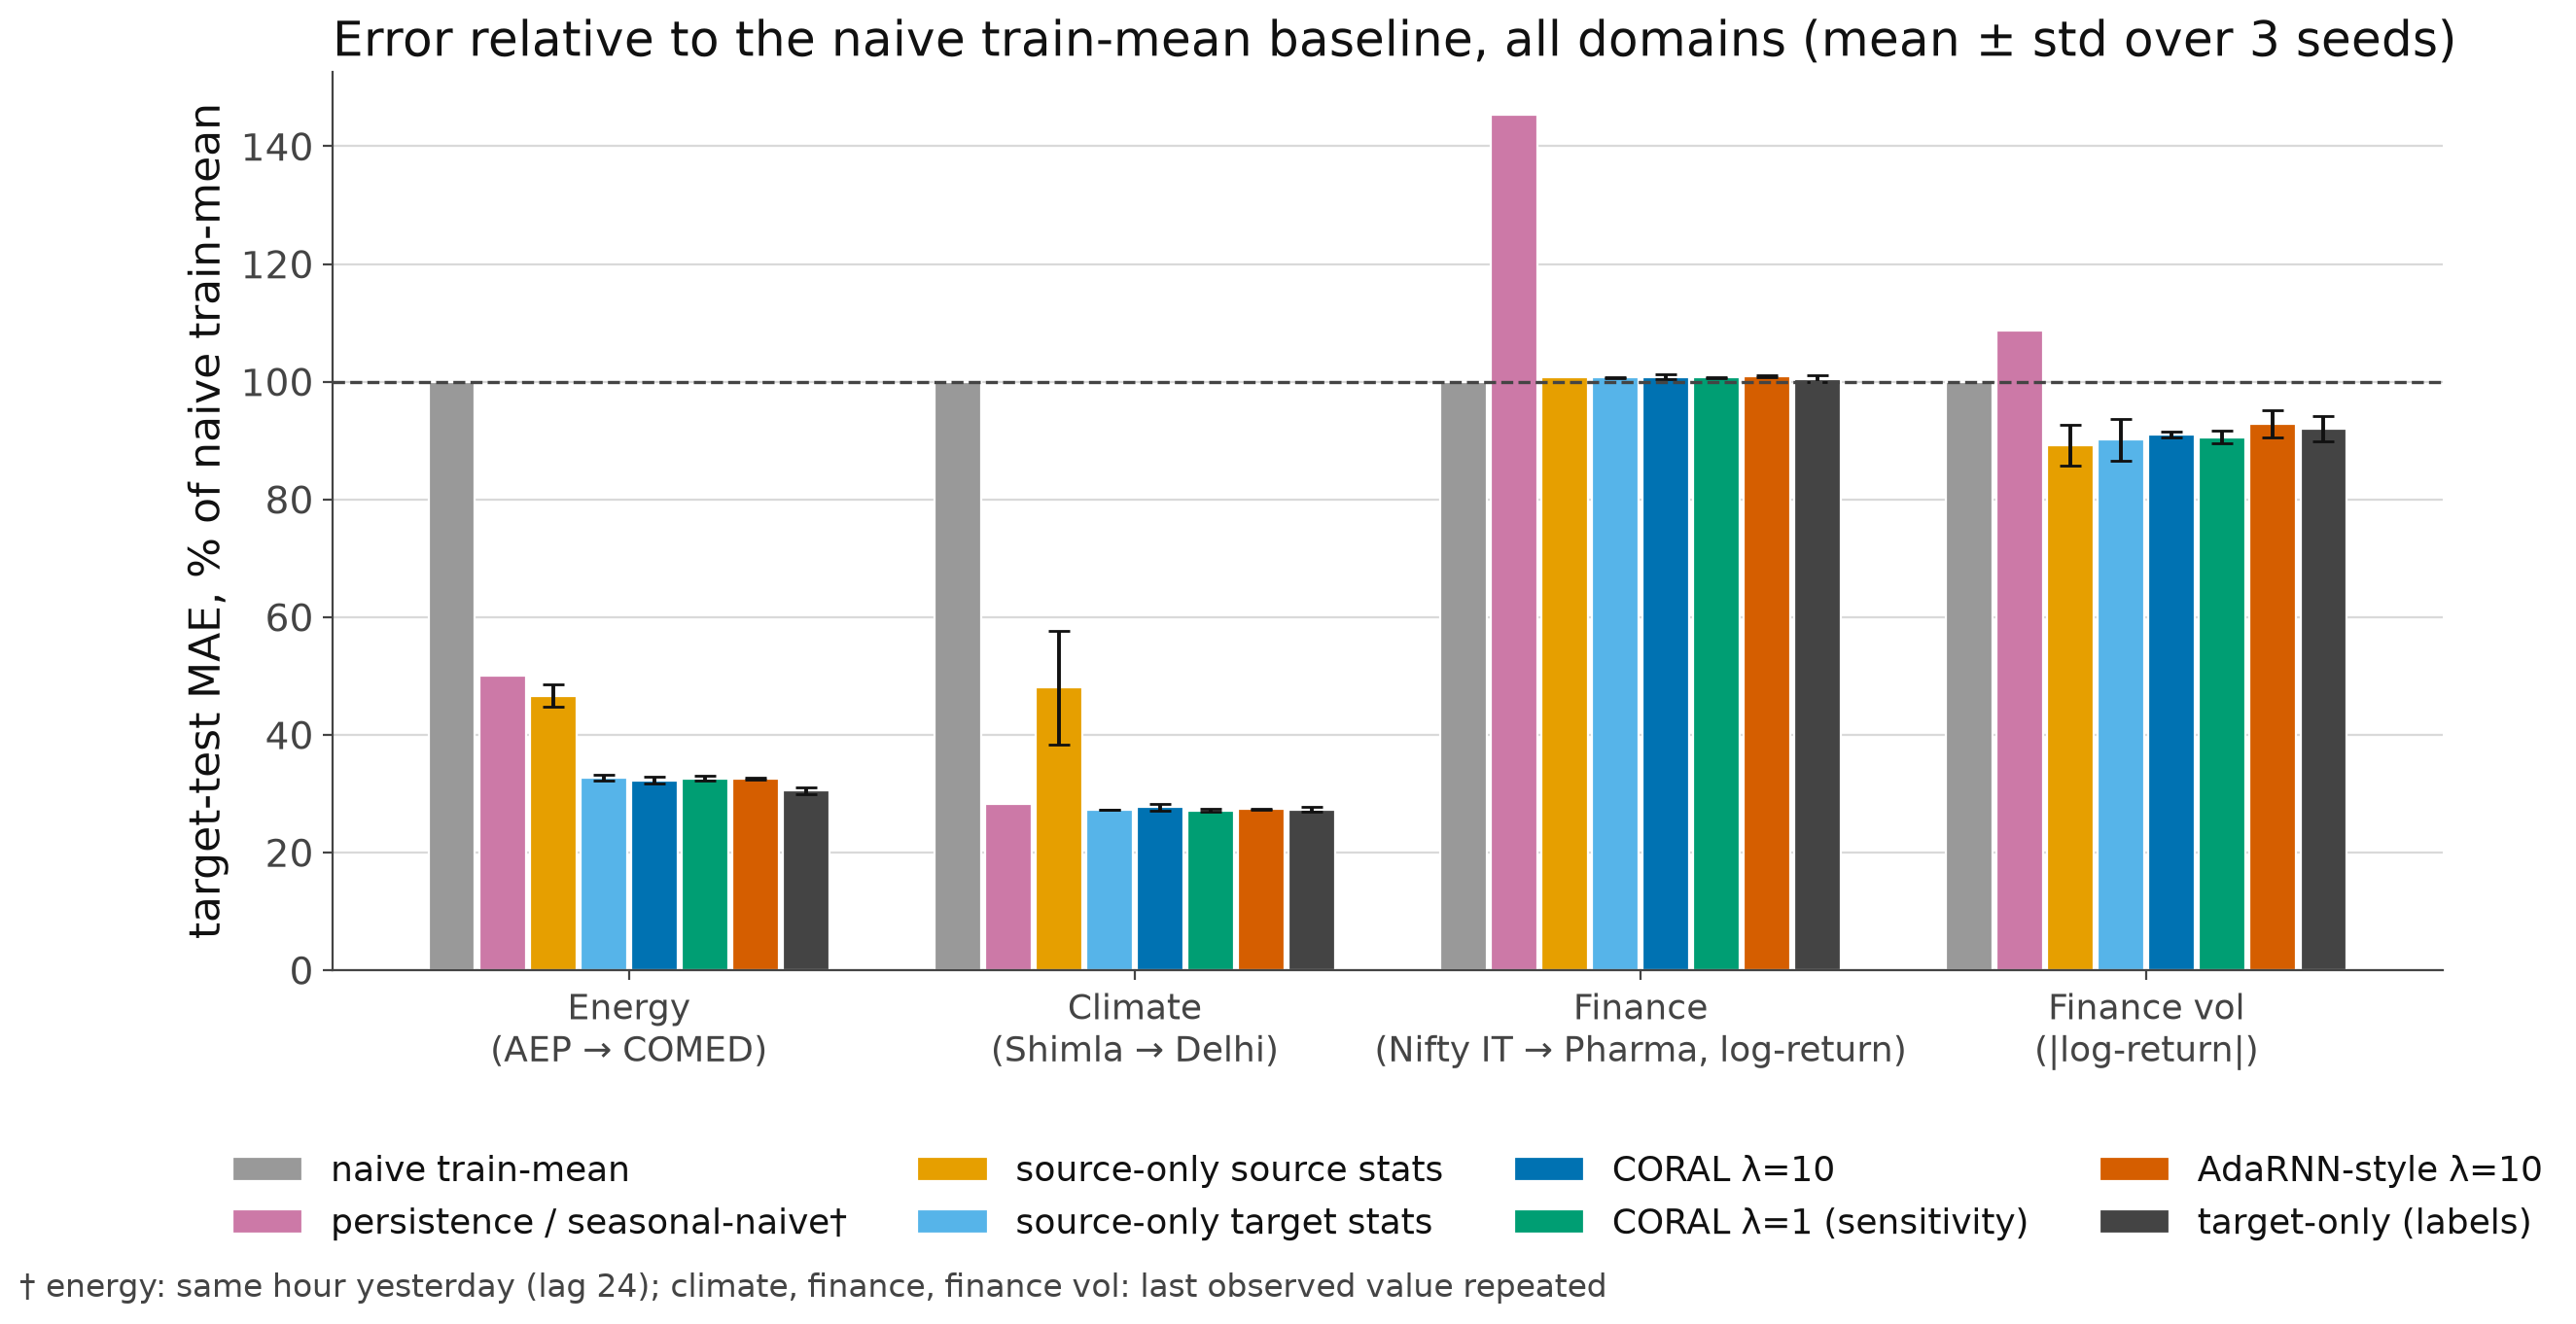 Error relative to the naive train-mean baseline, all domains (mean ± std over 3 seeds)
target-test MAE, % of naive train-mean
140
120
100
80
60
40
20
0
Energy
(AEP → COMED)
Climate
(Shimla → Delhi)
Finance
(Nifty IT → Pharma, log-return)
Finance vol
(|log-return|)
naive train-mean
persistence / seasonal-naive†
source-only source stats
source-only target stats
CORAL λ=10
CORAL λ=1 (sensitivity)
AdaRNN-style λ=10
target-only (labels)
† energy: same hour yesterday (lag 24); climate, finance, finance vol: last observed value repeated